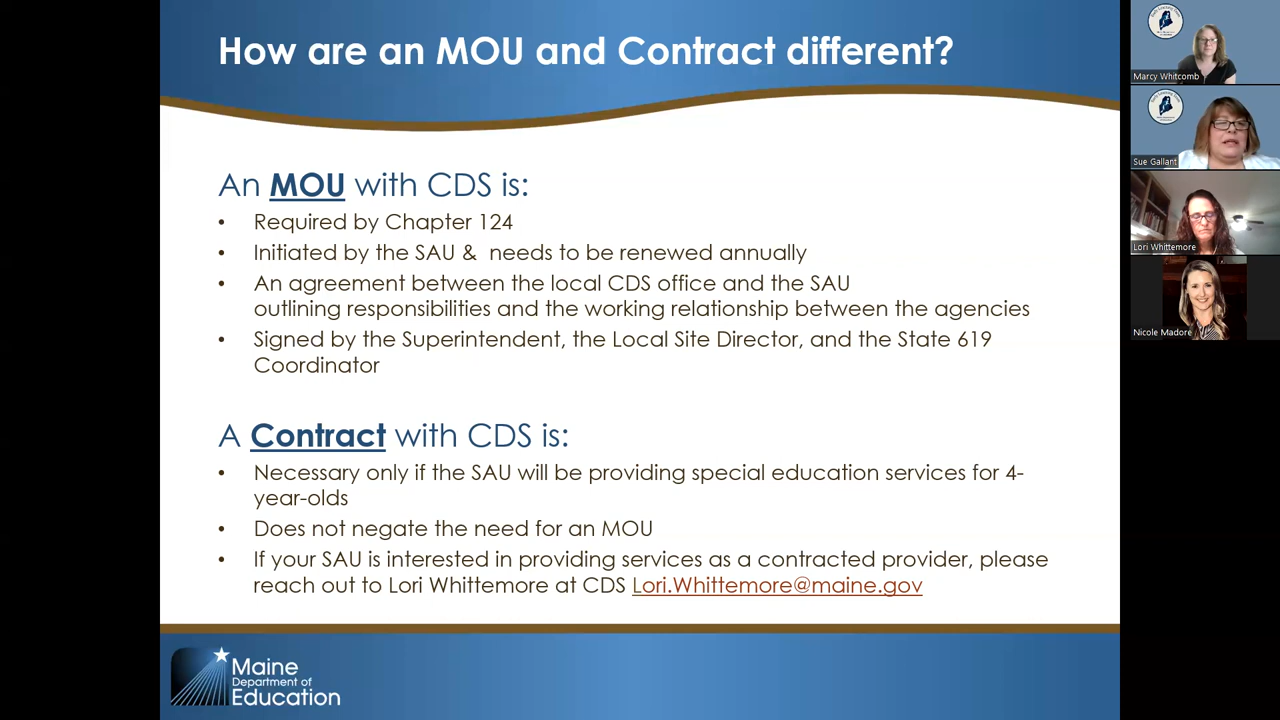 How are an MOU and Contract different?
An MOU with CDS is:
• Required by Chapter 124
• Initiated by the SAU &  needs to be renewed annually
• An agreement between the local CDS office and the SAU
outlining responsibilities and the working relationship between the agencies
• Signed by the Superintendent, the Local Site Director, and the State 619
Coordinator
A Contract with CDS is:
• Necessary only if the SAU will be providing special education services for 4-
year-olds
• Does not negate the need for an MOU
• If your SAU is interested in providing services as a contracted provider, please
reach out to Lori Whittemore at CDS Lori.Whittemore@maine.gov
Maine
Department of
Education
Marcy Whitcomb
Sue Gallant
Lori Whittemore
Nicole Madore